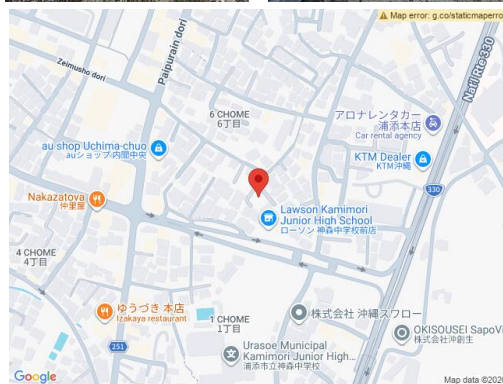 Map error: g.co/staticmaperro
Zeimusho dori
Paipurain dori
Nat'l Rte 330
6 CHOME
6丁目
アロナレンタカー
浦添本店
Car rental agency
au shop Uchima-chuo
auショップ 内間中央
KTM Dealer
KTM沖縄
330
Nakazatoya
仲里屋
Lawson Kamimori
Junior High School
ローソン 神森中学校前店
4 CHOME
4丁目
ゆうづき 本店
Izakaya restaurant
1 CHOME
1丁目
株式会社 沖縄スワロー
OKISOUSEI SapoVi
株式会社沖創生
251
Urasoe Municipal
Kamimori Junior High...
浦添市立神森中学校
Google
Map data ©202